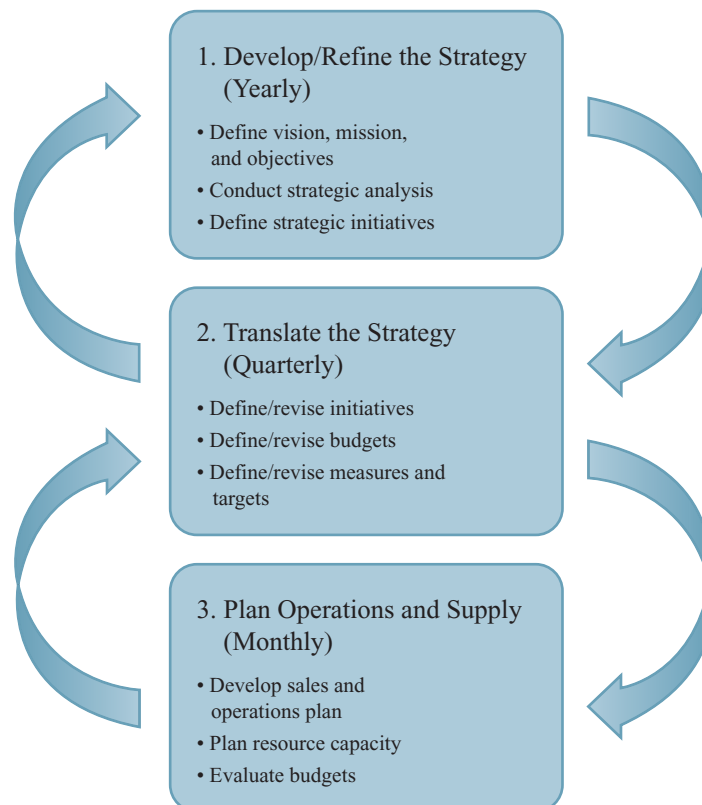 1. Develop/Refine the Strategy
(Yearly)
• Define vision, mission,
and objectives
• Conduct strategic analysis
• Define strategic initiatives
2. Translate the Strategy
(Quarterly)
• Define/revise initiatives
• Define/revise budgets
• Define/revise measures and
targets
3. Plan Operations and Supply
(Monthly)
• Develop sales and
operations plan
• Plan resource capacity
• Evaluate budgets